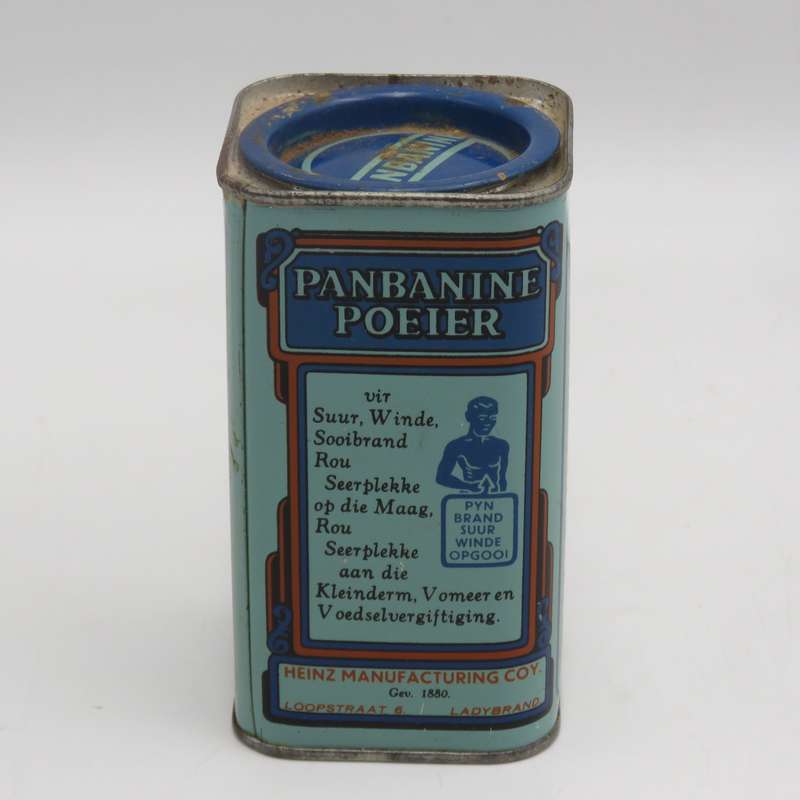 NBANIN
PANBANINE
POEIER
vir
Suur, Winde,
Sooibrand
Rou
Seerplekke
op die Maag,
Rou
Seerplekke
aan die
Kleinderm, Vomeer en
Voedselvergiftiging.
PYN
BRAND
SUUR
WINDE
OPGOOI
HEINZ MANUFACTURING COY.
Gev. 1880.
LOOPSTRAAT 6. LADYBRAND